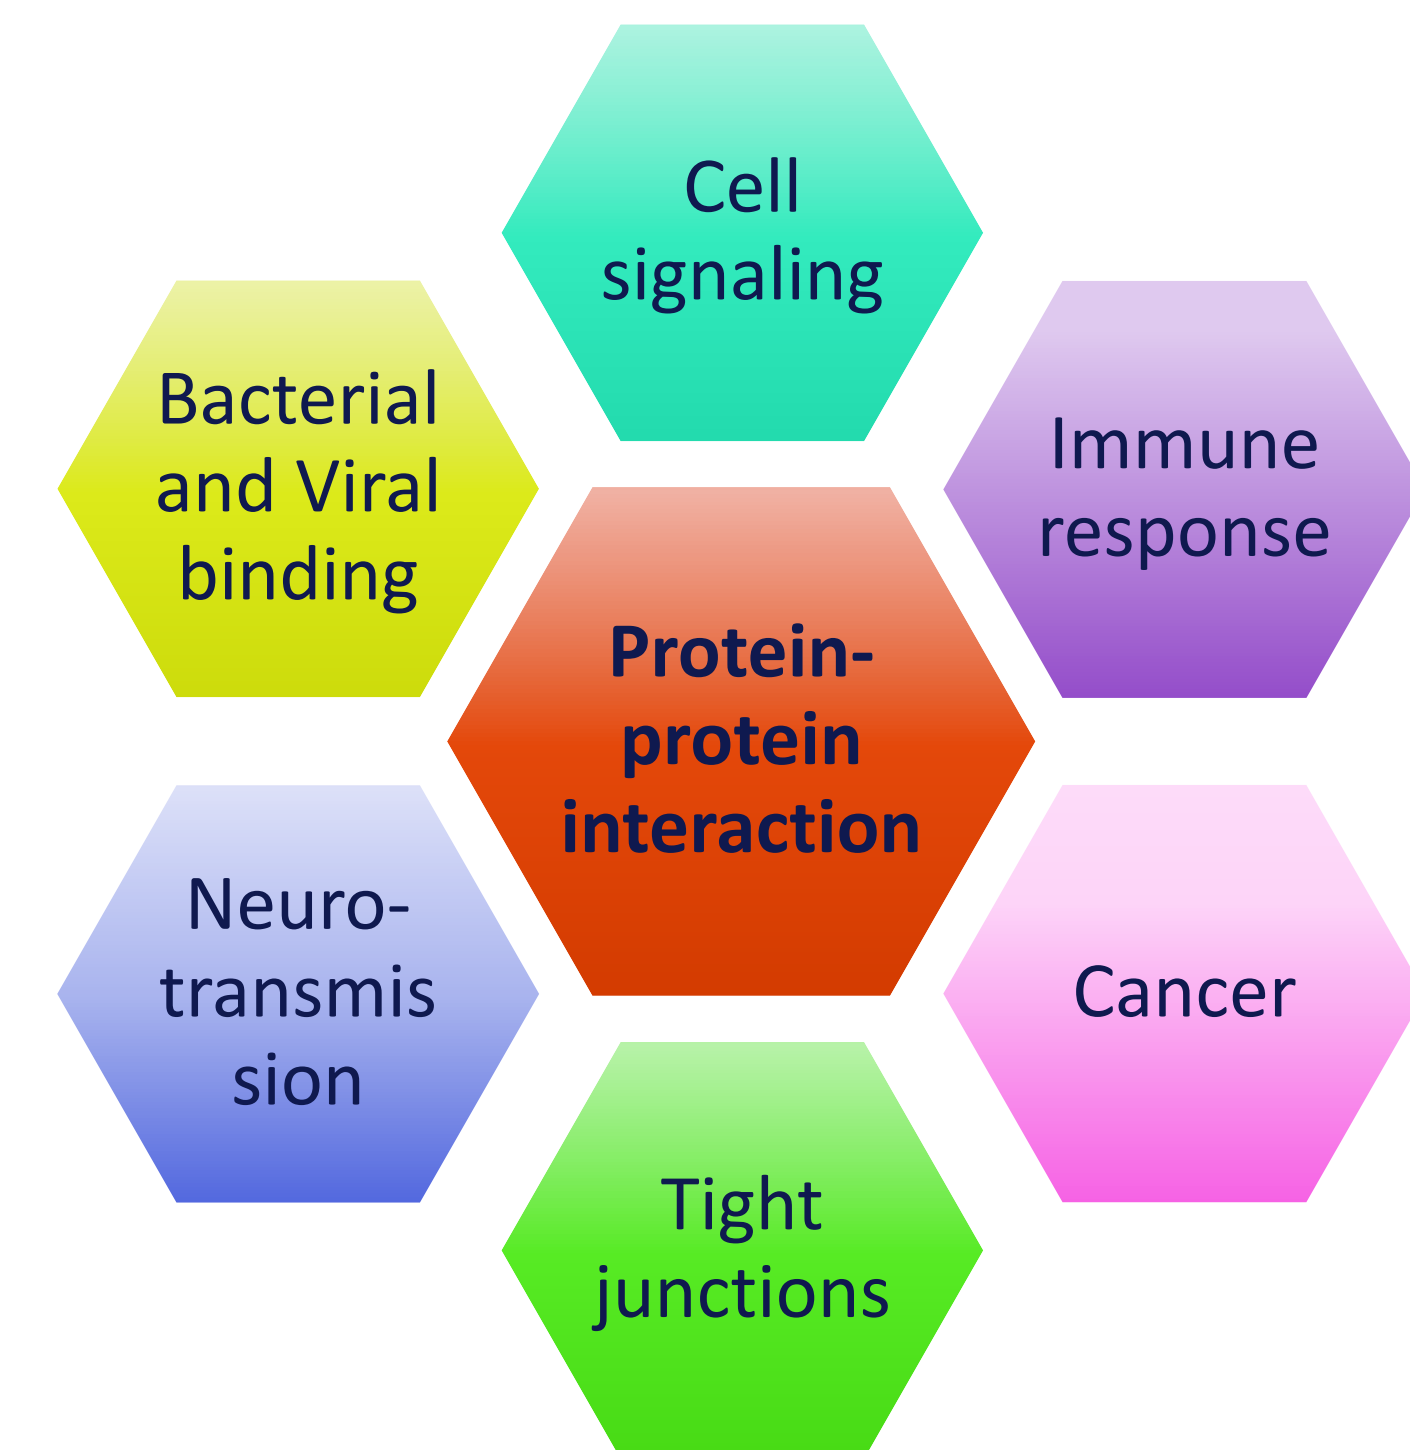 Cell
signaling
Bacterial
and Viral
binding
Immune
response
Protein-
protein
interaction
Neuro-
transmis
sion
Cancer
Tight
junctions